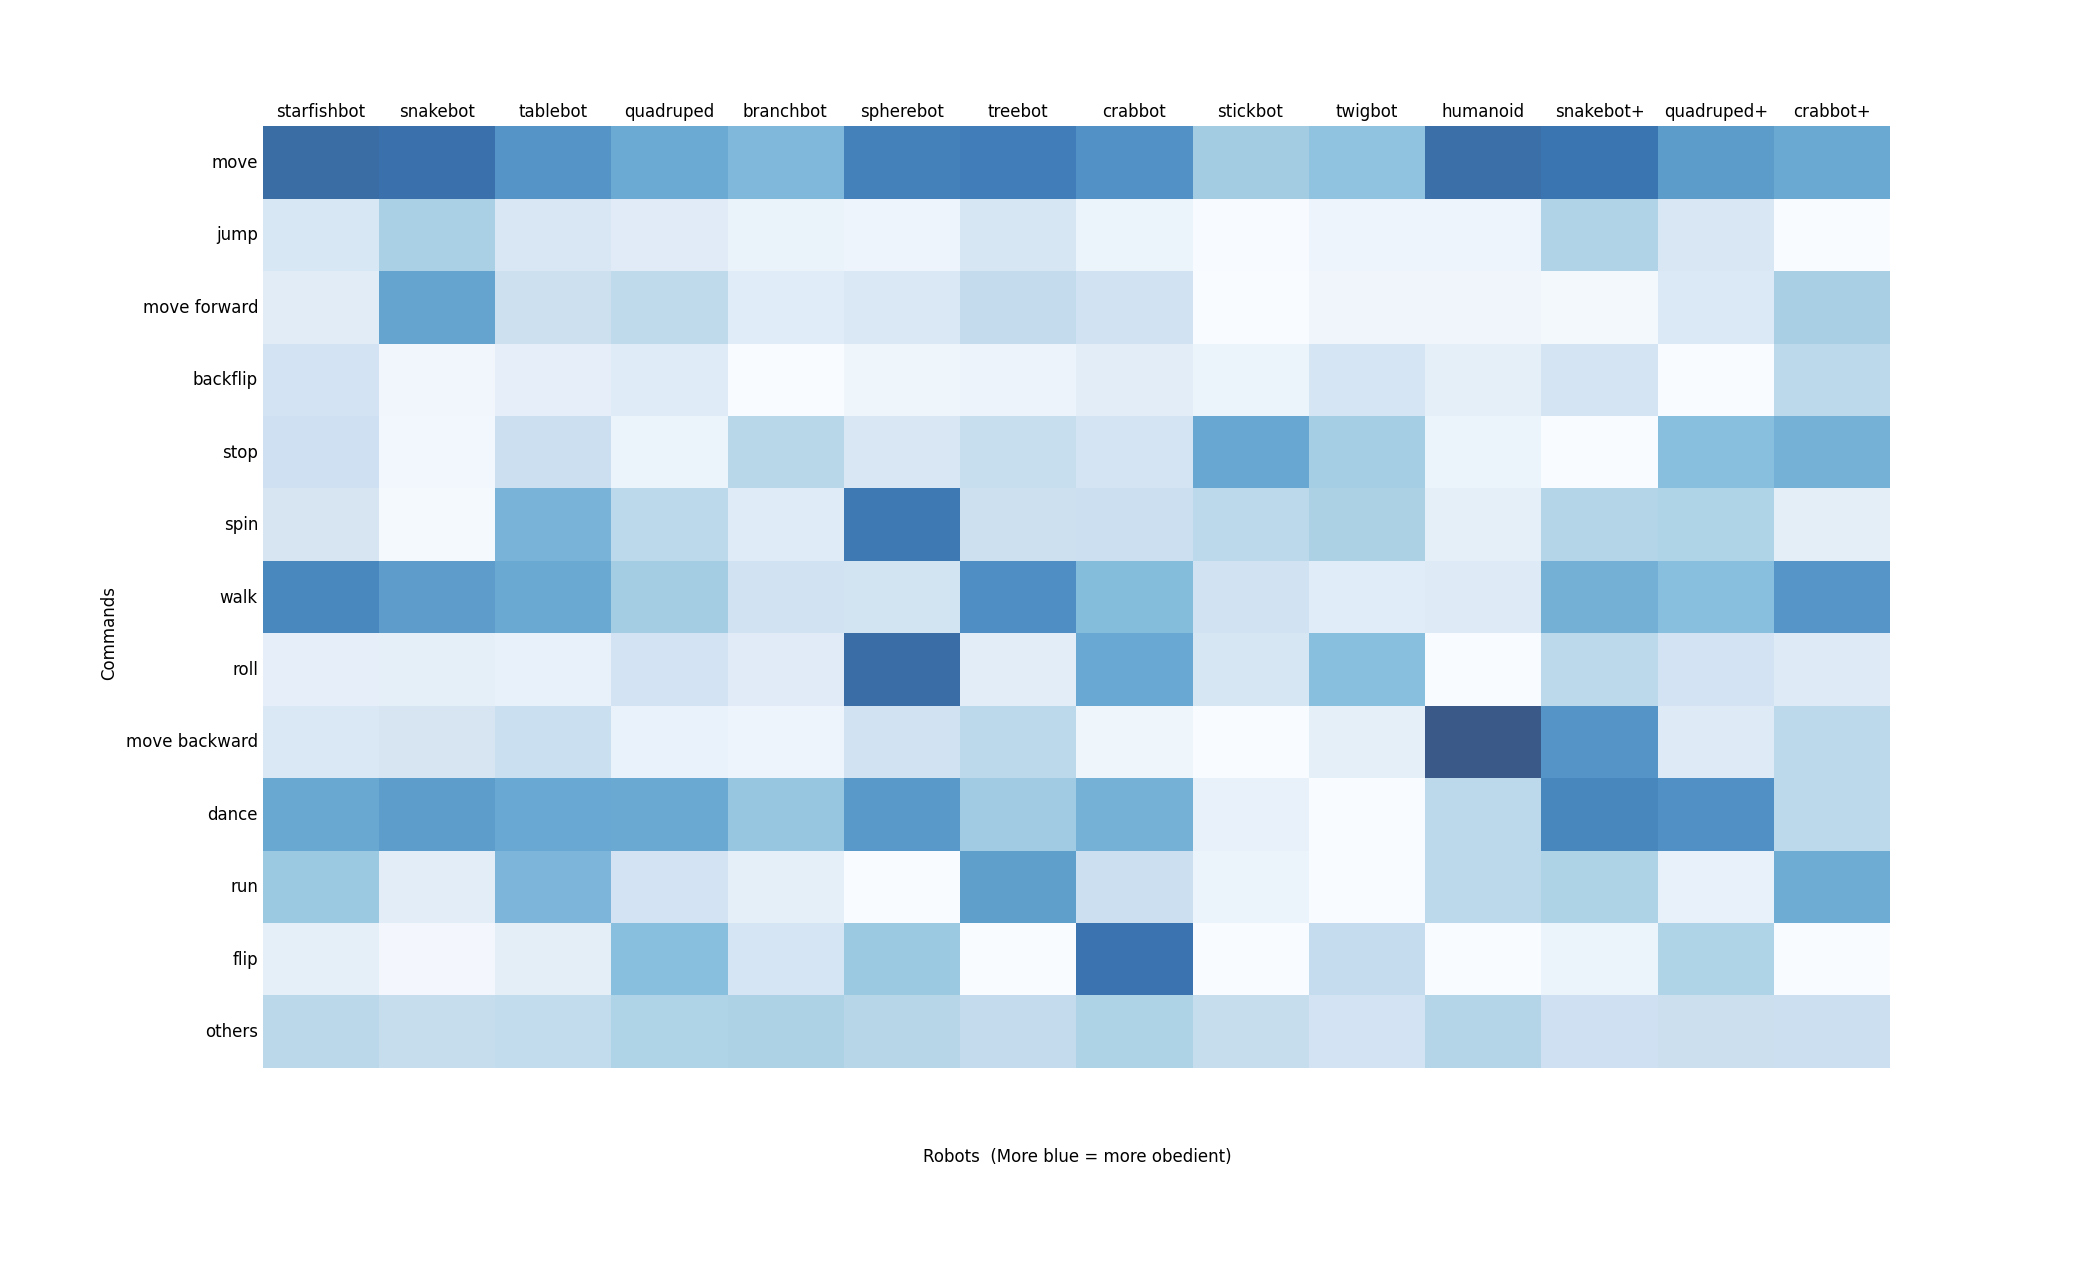 starfishbot snakebot tablebot quadruped branchbot spherebot treebot crabbot stickbot twigbot humanoid snakebot+ quadruped+ crabbot+
move
jump
move forward
backflip
stop
spin
walk
roll
move backward
dance
run
flip
others
Commands
Robots  (More blue = more obedient)